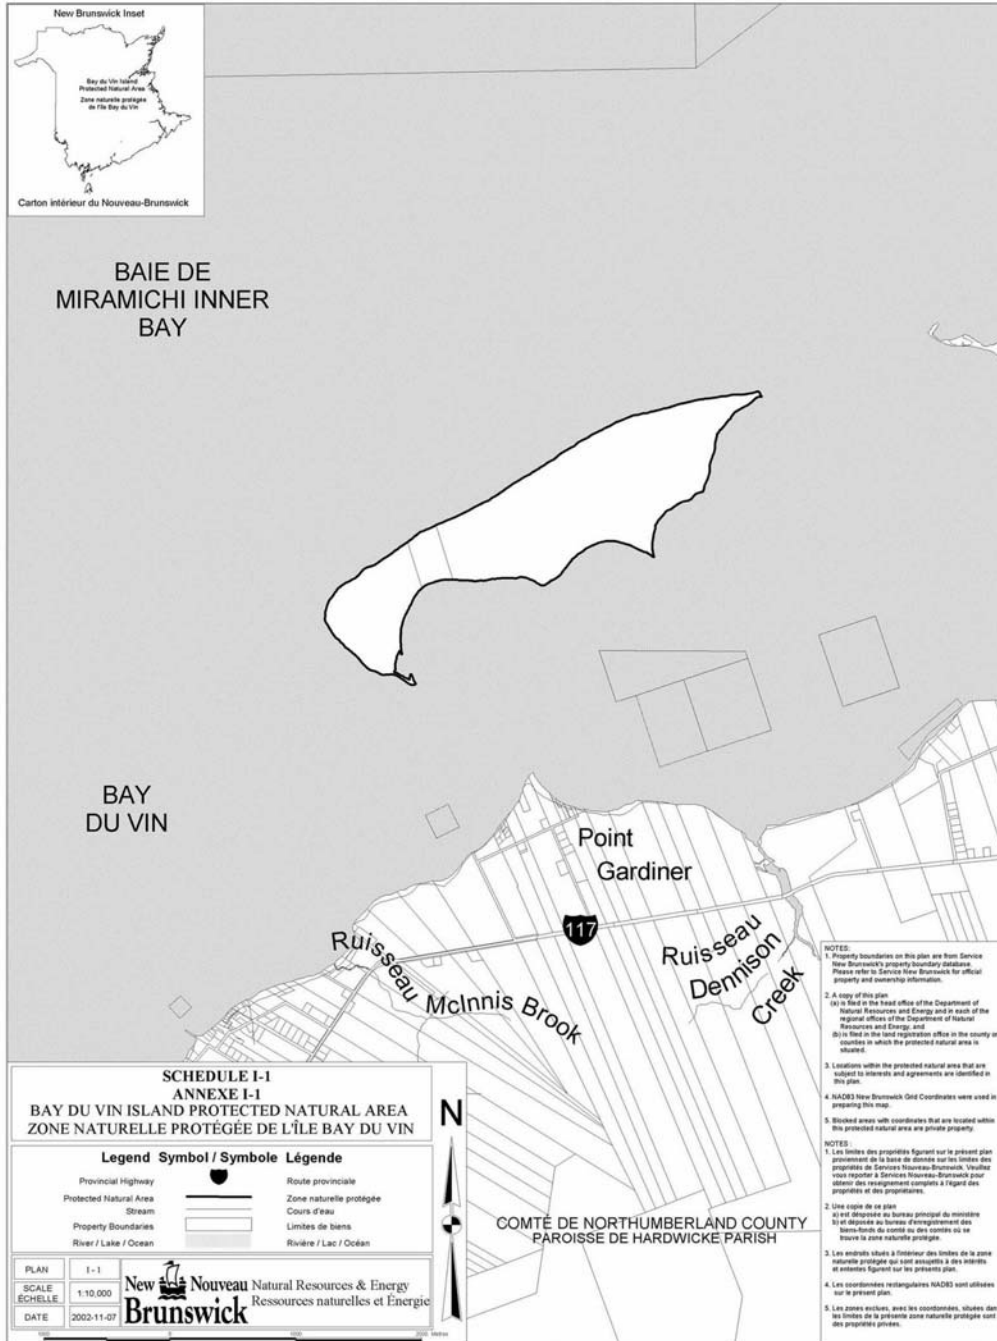 New Brunswick Inset
Bay du Vin Island
Protected Natural Area
Zone naturelle protégée
de l'Île Bay du Vin
Carton intérieur du Nouveau-Brunswick
BAIE DE
MIRAMICHI INNER
BAY
BAY
DU VIN
Point
Gardiner
117
Ruisseau
McInnis Brook
Ruisseau
Dennison
Creek
COMTÉ DE NORTHUMBERLAND COUNTY
PAROISSE DE HARDWICKE PARISH
NOTES:
1. Property boundaries on this plan are from Service
New Brunswick's property boundary database.
Please refer to Service New Brunswick for official
property and ownership information.
2. A copy of this plan
(a) is filed in the head office of the Department of
Natural Resources and Energy and in each of the
regional offices of the Department of Natural
Resources and Energy, and
(b) is filed in the land registration office in the county or
counties in which the protected natural area is
situated.
3. Locations within the protected natural area that are
subject to interests and agreements are identified in
this plan.
4. NAD83 New Brunswick Grid Coordinates were used in
preparing this map.
5. Blocked areas with coordinates that are located within
this protected natural area are private property.
NOTES :
1. Les limites des propriétés figurant sur le présent plan
proviennent de la base de donnée sur les limites des
propriétés de Services Nouveau-Brunswick. Veuillez
vous reporter à Services Nouveau-Brunswick pour
obtenir des reseignement complets à l'égard des
propriétés et des propriétaires.
2. Une copie de ce plan
a) est déposée au bureau principal du ministère
b) et déposée au bureau d'enregistrement des
biens-fonds du comté ou des comtés où se
trouve la zone naturelle protégée.
3. Les endroits situés à l'intérieur des limites de la zone
naturelle protégée qui sont assujettis à des intérêts
et ententes figurent sur les présents plan.
4. Les coordonnées rectangulaires NAD83 sont utilisées
sur le présent plan.
5. Les zones exclues, avec les coordonnées, situées dans
les limites de la présente zone naturelle protégée sont
des propriétés privées.
SCHEDULE I-1
ANNEXE I-1
BAY DU VIN ISLAND PROTECTED NATURAL AREA
ZONE NATURELLE PROTÉGÉE DE L'ÎLE BAY DU VIN
N
Legend Symbol / Symbole Légende
Provincial Highway Route provinciale
Protected Natural Area Zone naturelle protégée
Stream Cours d'eau
Property Boundaries Limites de biens
River / Lake / Ocean Rivière / Lac / Océan
PLAN I - 1
SCALE
ÉCHELLE 1:10,000
DATE 2002-11-07
New Nouveau
Brunswick
Natural Resources & Energy
Ressources naturelles et Énergie
1000 0 1000 2000 Metres